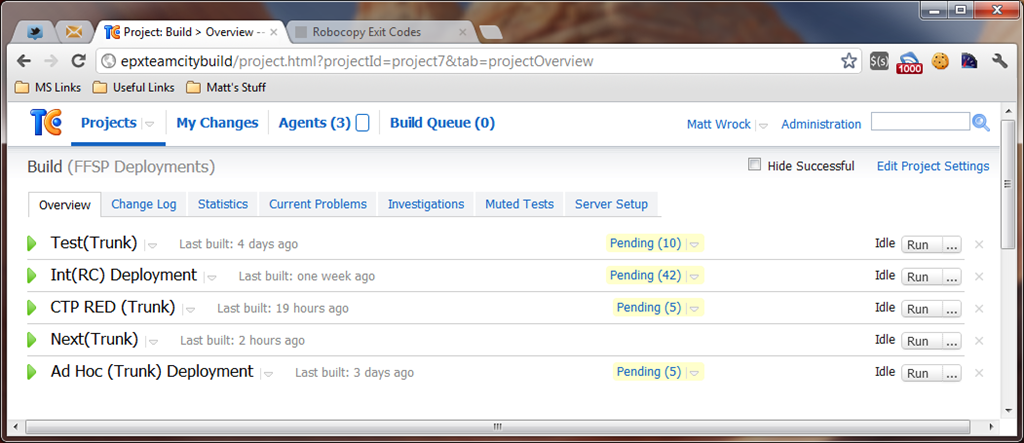 Project: Build > Overview --
Robocopy Exit Codes
epxteamcitybuild/project.html?projectId=project7&tab=projectOverview
$(s)
1000
MS Links Useful Links Matt's Stuff
TC Projects My Changes Agents (3) Build Queue (0) Matt Wrock Administration
Build (FFSP Deployments) Hide Successful Edit Project Settings
Overview Change Log Statistics Current Problems Investigations Muted Tests Server Setup
Test(Trunk) Last built: 4 days ago Pending (10) Idle Run ...
Int(RC) Deployment Last built: one week ago Pending (42) Idle Run ...
CTP RED (Trunk) Last built: 19 hours ago Pending (5) Idle Run ...
Next(Trunk) Last built: 2 hours ago Idle Run ...
Ad Hoc (Trunk) Deployment Last built: 3 days ago Pending (5) Idle Run ...